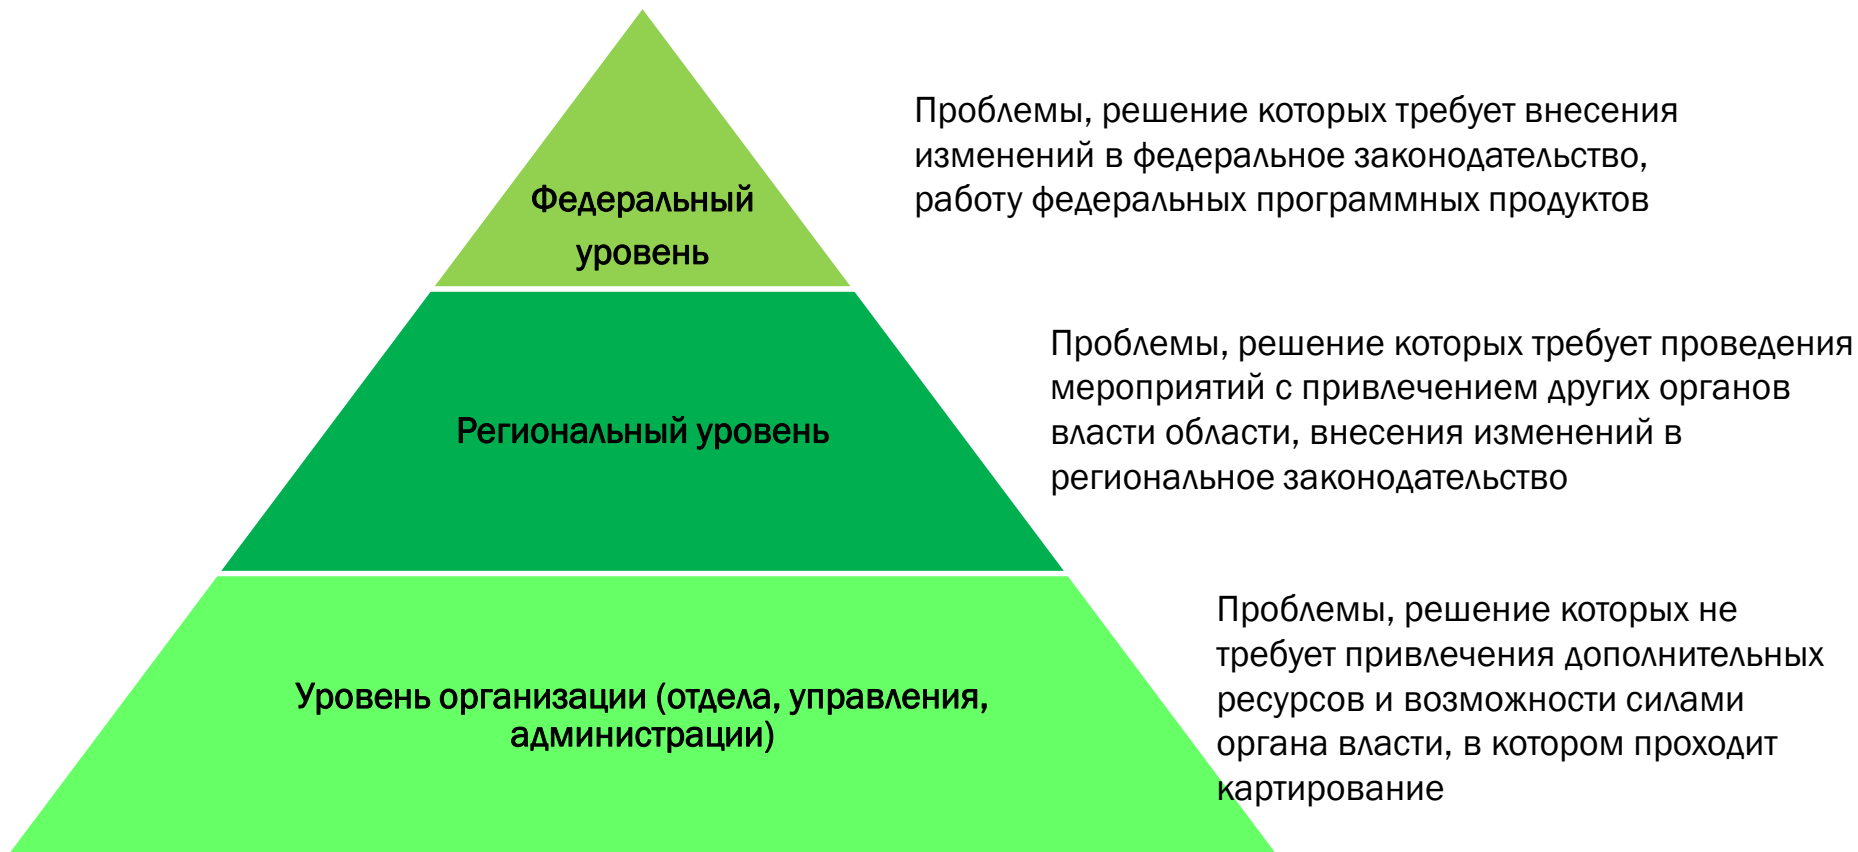 Федеральный
уровень
Проблемы, решение которых требует внесения
изменений в федеральное законодательство,
работу федеральных программных продуктов
Региональный уровень
Проблемы, решение которых требует проведения
мероприятий с привлечением других органов
власти области, внесения изменений в
региональное законодательство
Уровень организации (отдела, управления,
администрации)
Проблемы, решение которых не
требует привлечения дополнительных
ресурсов и возможности силами
органа власти, в котором проходит
картирование